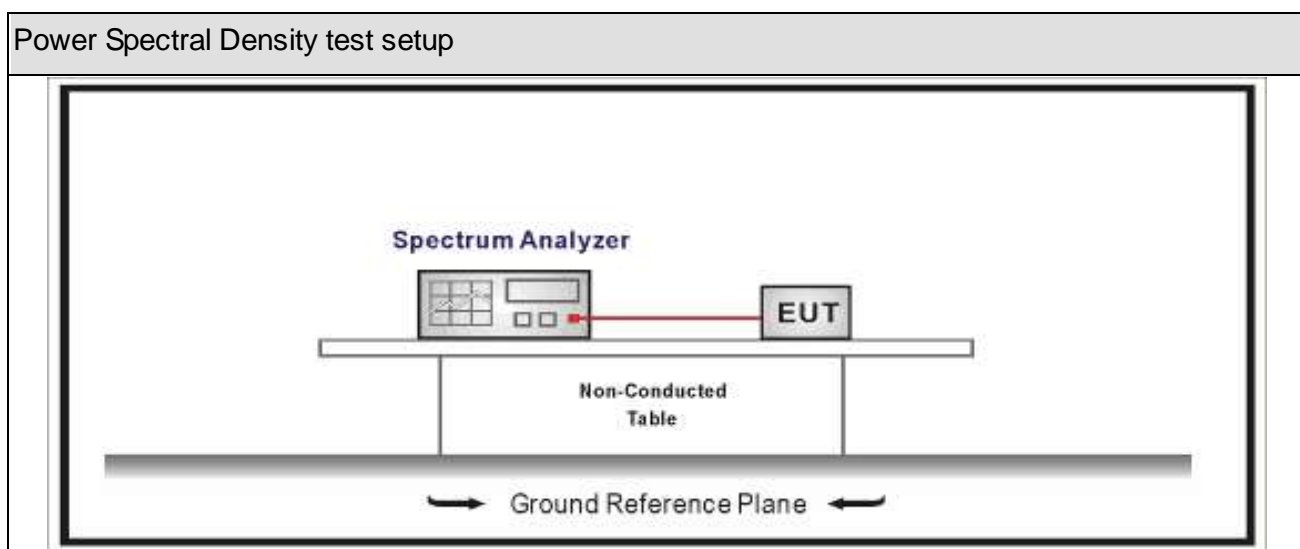 Power Spectral Density test setup
Spectrum Analyzer
EUT
Non-Conducted
Table
Ground Reference Plane